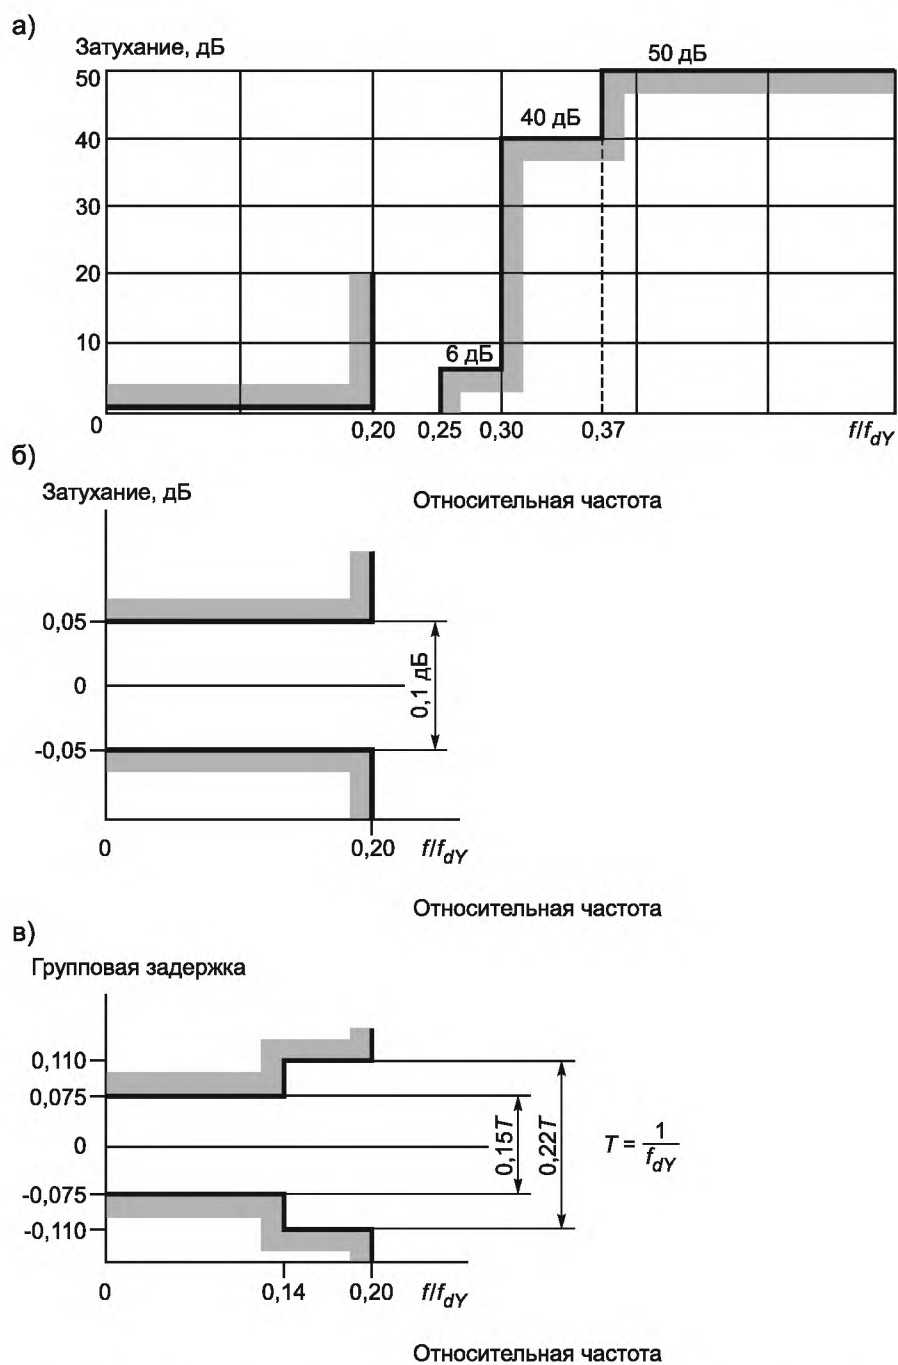 а)
Затухание, дБ
50 дБ
50
40 дБ
40
30
20
10
6 дБ
0
0,20 0,25 0,30 0,37 f/f_dY
б)
Затухание, дБ
Относительная частота
0,05
0
0,1 дБ
-0,05
0 0,20 f/f_dY
Относительная частота
в)
Групповая задержка
0,110
0,075
0
0,15T
0,22T
T = 1/f_dY
-0,075
-0,110
0 0,14 0,20 f/f_dY
Относительная частота